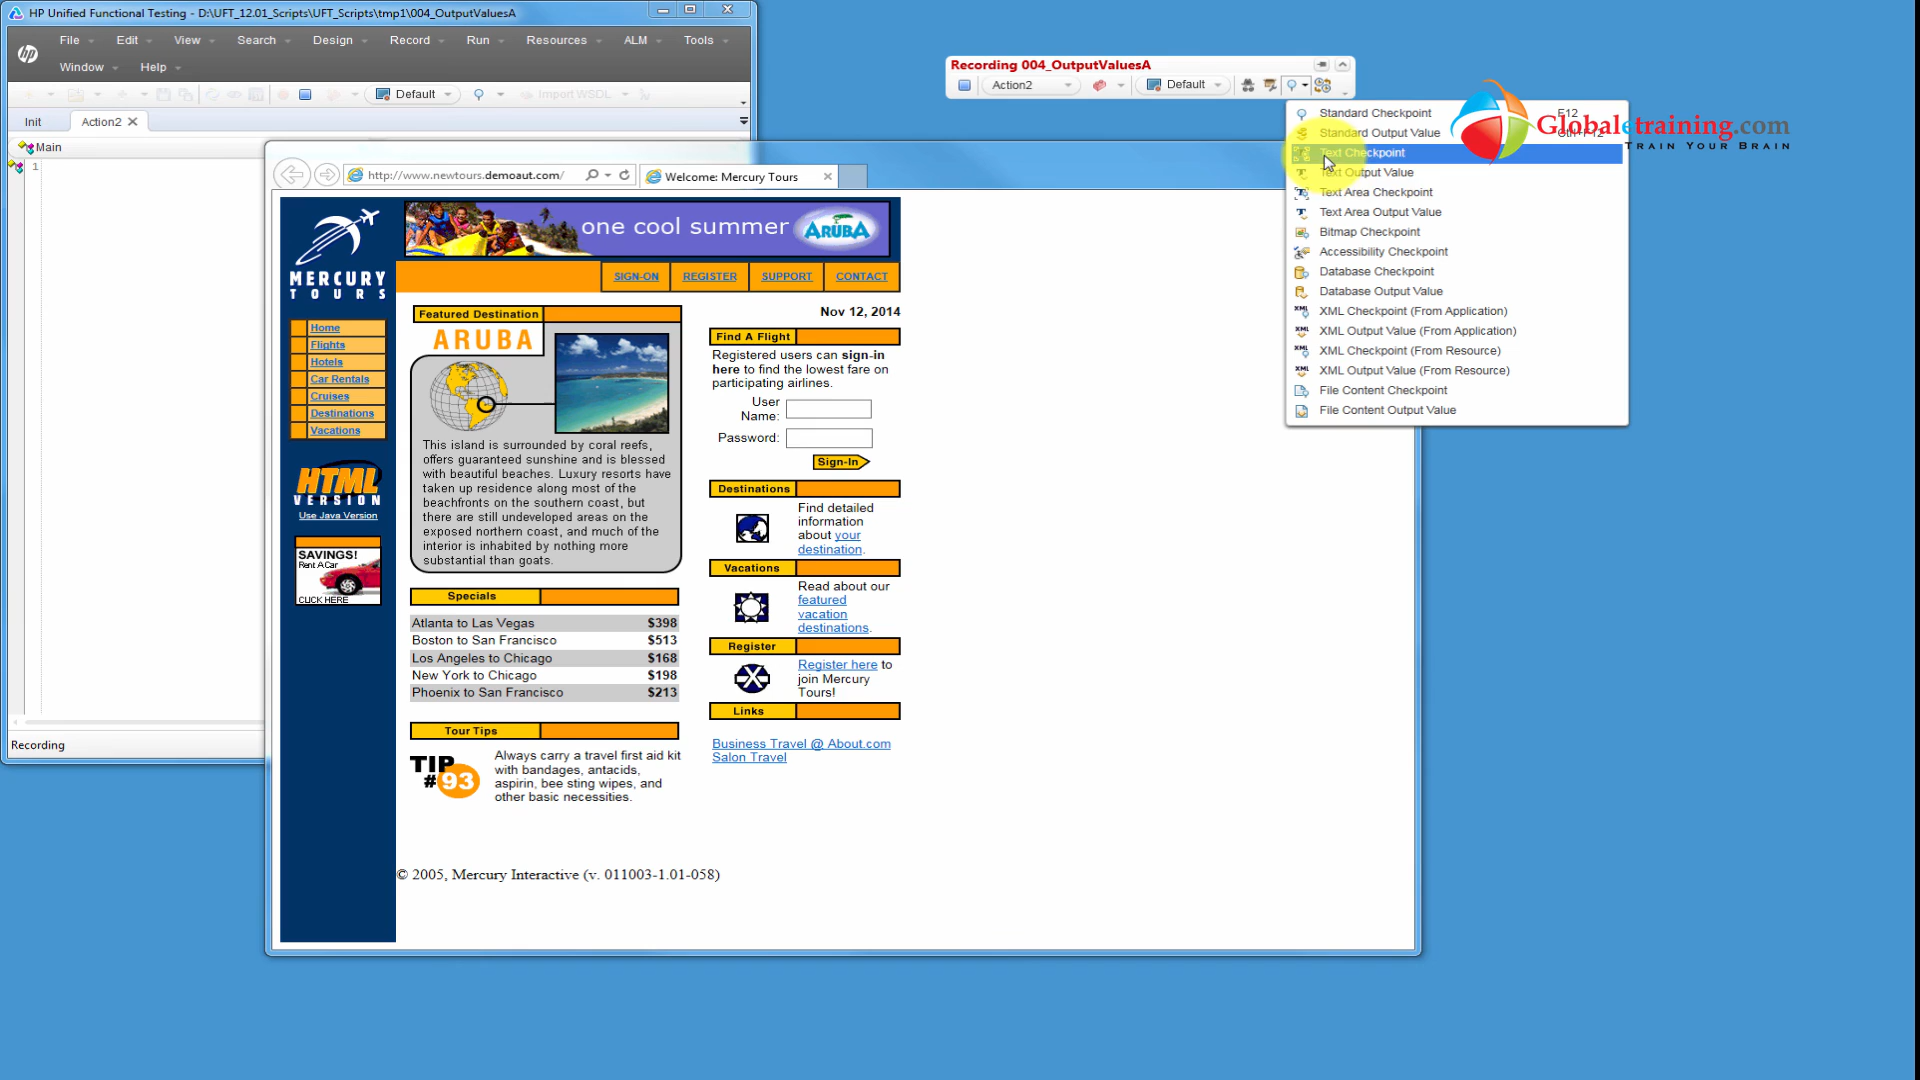 HP Unified Functional Testing - D:\UFT_12.01_Scripts\UFT_Scripts\tmp1\004_OutputValuesA
File Edit View Search Design Record Run Resources ALM Tools
hp
Window Help
Default Import WSDL
Init Action2
Main
1
Recording
Recording 004_OutputValuesA
Action2 Default
Standard Checkpoint F12
Standard Output Value Ctrl+F12
Text Checkpoint
Text Output Value
Text Area Checkpoint
Text Area Output Value
Bitmap Checkpoint
Accessibility Checkpoint
Database Checkpoint
Database Output Value
XML Checkpoint (From Application)
XML Output Value (From Application)
XML Checkpoint (From Resource)
XML Output Value (From Resource)
File Content Checkpoint
File Content Output Value
Globaletraining.com
TRAIN YOUR BRAIN
http://www.newtours.demoaut.com/ Welcome: Mercury Tours
MERCURY
TOURS
one cool summer ARUBA
SIGN-ON REGISTER SUPPORT CONTACT
Home
Flights
Hotels
Car Rentals
Cruises
Destinations
Vacations
HTML
VERSION
Use Java Version
SAVINGS!
Rent A Car
CLICK HERE
Featured Destination
ARUBA
This island is surrounded by coral reefs,
offers guaranteed sunshine and is blessed
with beautiful beaches. Luxury resorts have
taken up residence along most of the
beachfronts on the southern coast, but
there are still undeveloped areas on the
exposed northern coast, and much of the
interior is inhabited by nothing more
substantial than goats.
Specials
Atlanta to Las Vegas $398
Boston to San Francisco $513
Los Angeles to Chicago $168
New York to Chicago $198
Phoenix to San Francisco $213
Tour Tips
TIP
#93
Always carry a travel first aid kit
with bandages, antacids,
aspirin, bee sting wipes, and
other basic necessities.
Nov 12, 2014
Find A Flight
Registered users can sign-in
here to find the lowest fare on
participating airlines.
User
Name:
Password:
Sign-In
Destinations
Find detailed
information
about your
destination.
Vacations
Read about our
featured
vacation
destinations.
Register
Register here to
join Mercury
Tours!
Links
Business Travel @ About.com
Salon Travel
© 2005, Mercury Interactive (v. 011003-1.01-058)